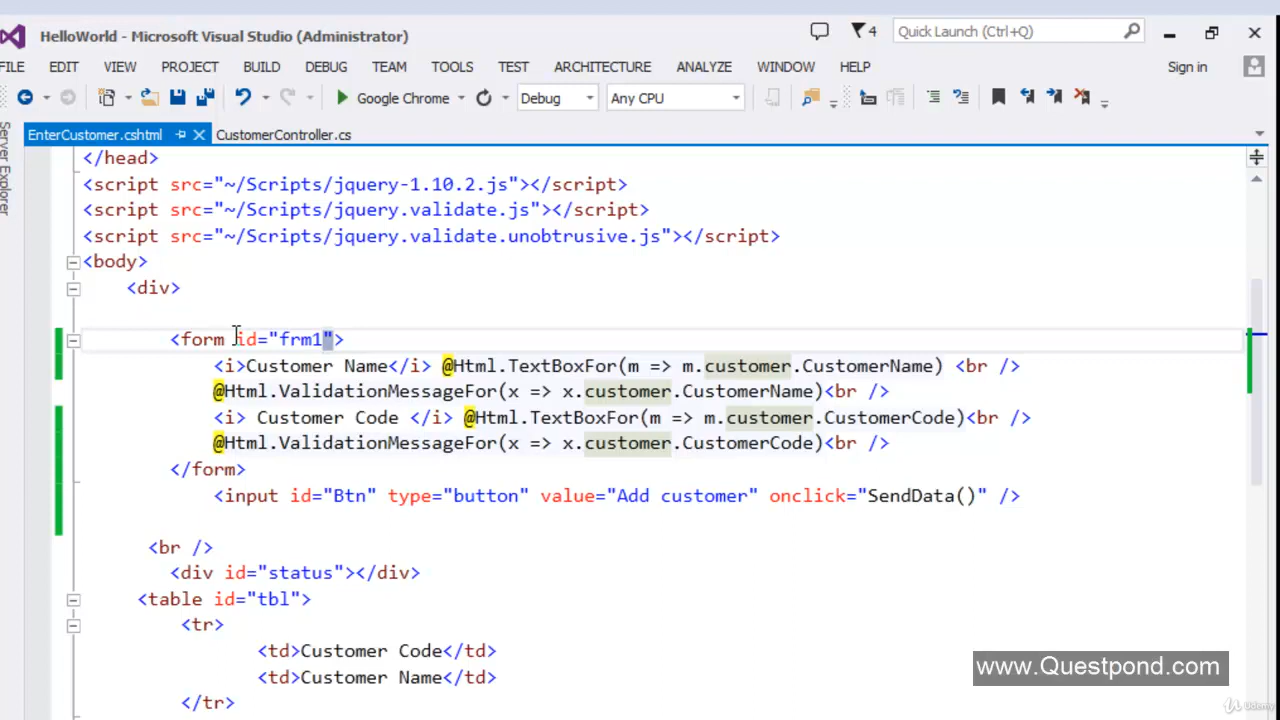 HelloWorld - Microsoft Visual Studio (Administrator)
4
Quick Launch (Ctrl+Q)
FILE EDIT VIEW PROJECT BUILD DEBUG TEAM TOOLS TEST ARCHITECTURE ANALYZE WINDOW HELP Sign in
Google Chrome Debug Any CPU
Server Explorer
EnterCustomer.cshtml CustomerController.cs
</head>
<script src="~/Scripts/jquery-1.10.2.js"></script>
<script src="~/Scripts/jquery.validate.js"></script>
<script src="~/Scripts/jquery.validate.unobtrusive.js"></script>
<body>
<div>
<form id="frm1">
<i>Customer Name</i> @Html.TextBoxFor(m => m.customer.CustomerName) <br />
@Html.ValidationMessageFor(x => x.customer.CustomerName)<br />
<i> Customer Code </i> @Html.TextBoxFor(m => m.customer.CustomerCode)<br />
@Html.ValidationMessageFor(x => x.customer.CustomerCode)<br />
</form>
<input id="Btn" type="button" value="Add customer" onclick="SendData()" />
<br />
<div id="status"></div>
<table id="tbl">
<tr>
<td>Customer Code</td>
<td>Customer Name</td>
</tr>
www.Questpond.com
Udemy